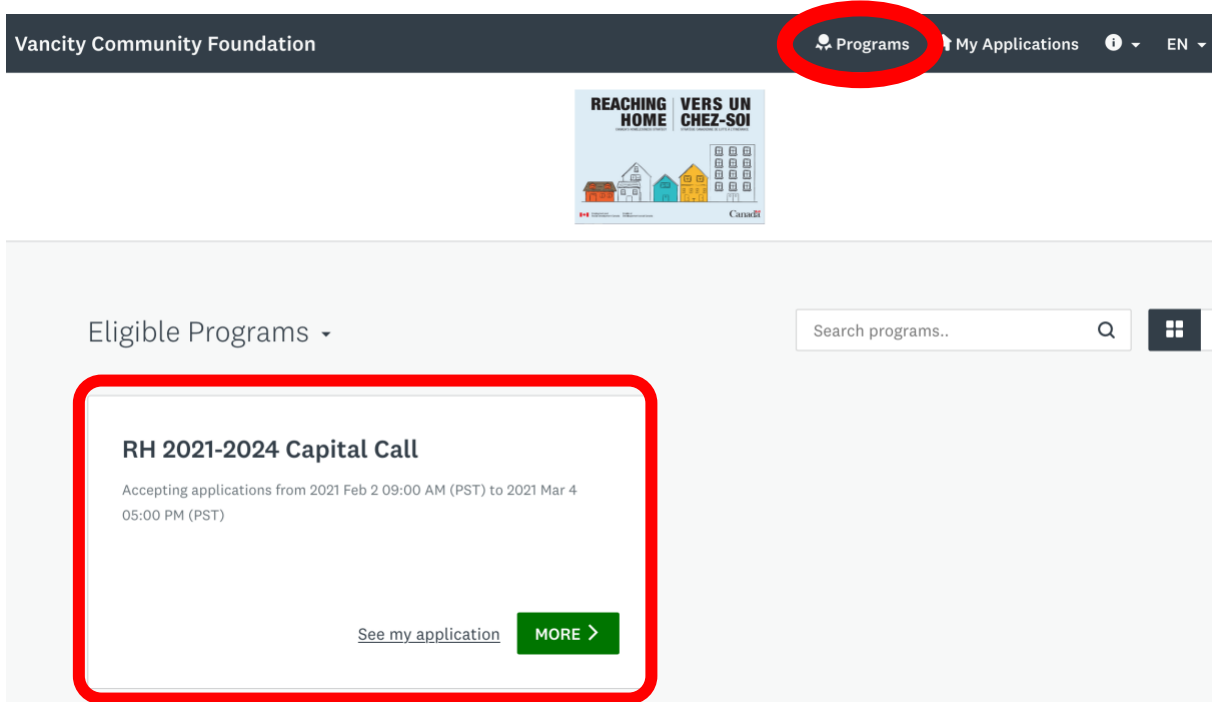 Vancity Community Foundation
Programs
My Applications
EN
REACHING HOME
VERS UN CHEZ-SOI
Canada
Eligible Programs
Search programs..
RH 2021-2024 Capital Call
Accepting applications from 2021 Feb 2 09:00 AM (PST) to 2021 Mar 4
05:00 PM (PST)
See my application
MORE